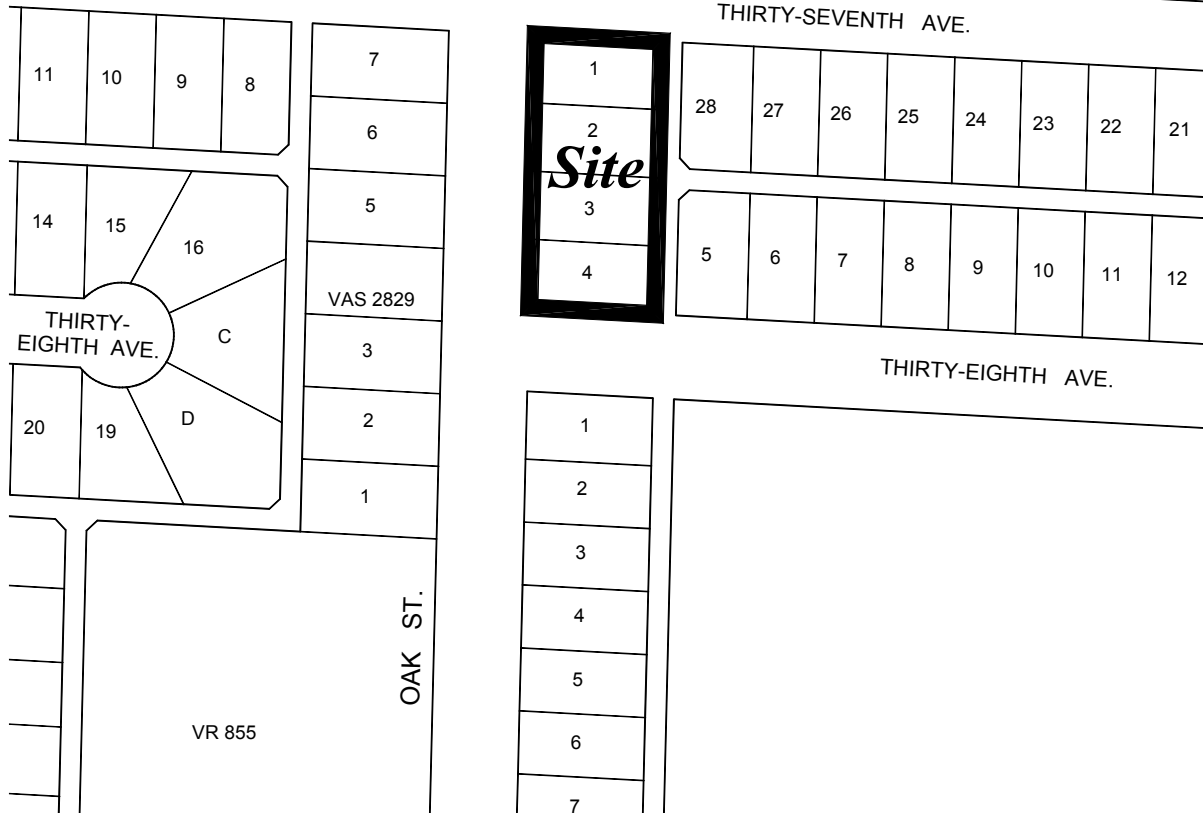 THIRTY-SEVENTH AVE.
11 10 9 8
7
6
5
VAS 2829
3
2
1
1
2
Site
3
4
28 27 26 25 24 23 22 21
14 15 16
THIRTY-
EIGHTH AVE.
C
D
20 19
5 6 7 8 9 10 11 12
THIRTY-EIGHTH AVE.
1
2
3
4
5
6
7
OAK ST.
VR 855